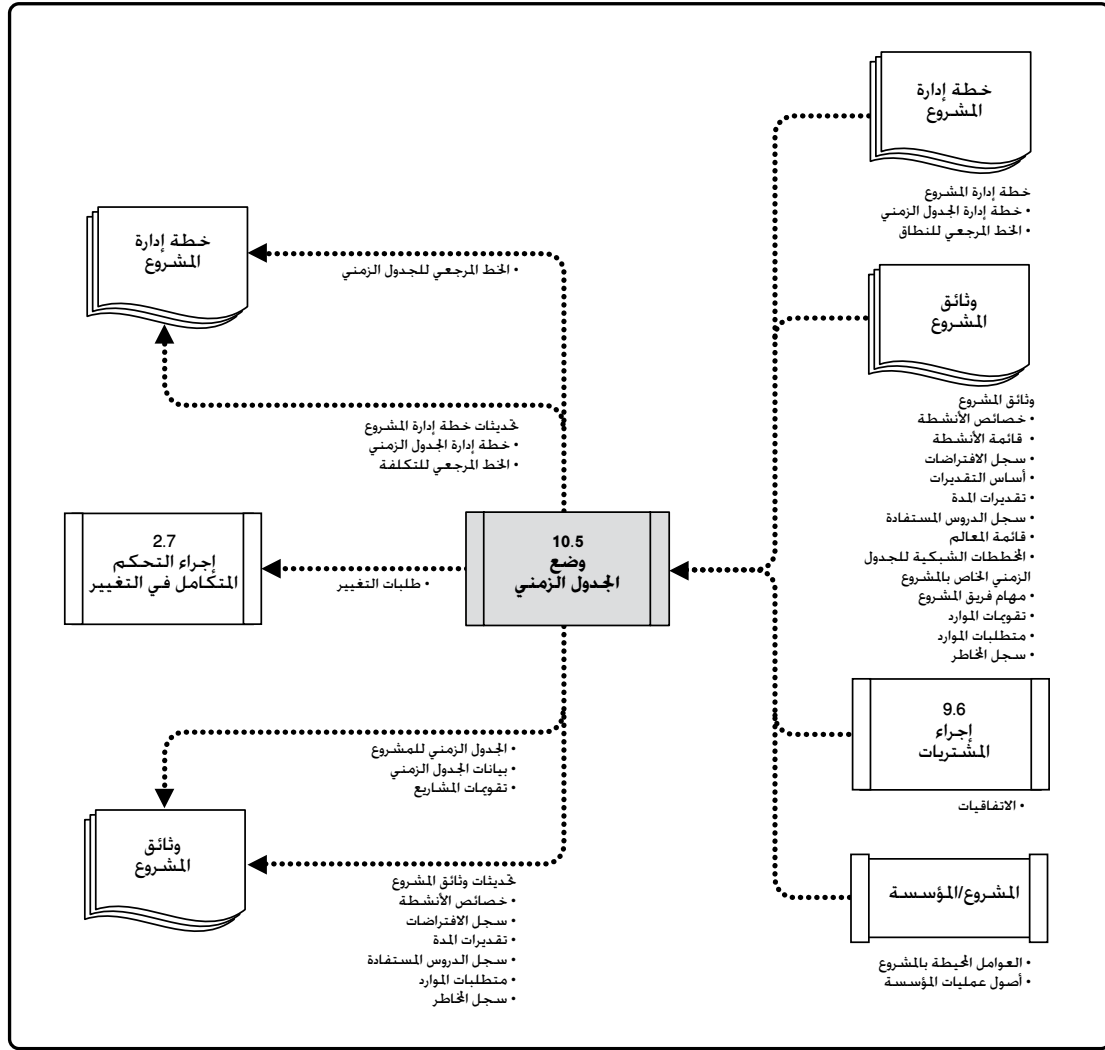 خطة إدارة
المشروع
خطة إدارة المشروع
• خطة إدارة الجدول الزمني
• الخط المرجعي للنطاق
وثائق
المشروع
وثائق المشروع
• خصائص الأنشطة
• قائمة الأنشطة
• سجل الافتراضات
• أساس التقديرات
• تقديرات المدة
• سجل الدروس المستفادة
• قائمة المعالم
• المخططات الشبكية للجدول
الزمني الخاص بالمشروع
• مهام فريق المشروع
• تقويمات الموارد
• متطلبات الموارد
• سجل المخاطر
9.6
إجراء
المشتريات
• الاتفاقيات
المشروع/المؤسسة
• العوامل المحيطة بالمشروع
• أصول عمليات المؤسسة
10.5
وضع
الجدول الزمني
خطة إدارة
المشروع
• الخط المرجعي للجدول الزمني
تحديثات خطة إدارة المشروع
• خطة إدارة الجدول الزمني
• الخط المرجعي للتكلفة
2.7
إجراء التحكم
المتكامل في التغيير
• طلبات التغيير
• الجدول الزمني للمشروع
• بيانات الجدول الزمني
• تقويمات المشاريع
وثائق
المشروع
تحديثات وثائق المشروع
• خصائص الأنشطة
• سجل الافتراضات
• تقديرات المدة
• سجل الدروس المستفادة
• متطلبات الموارد
• سجل المخاطر